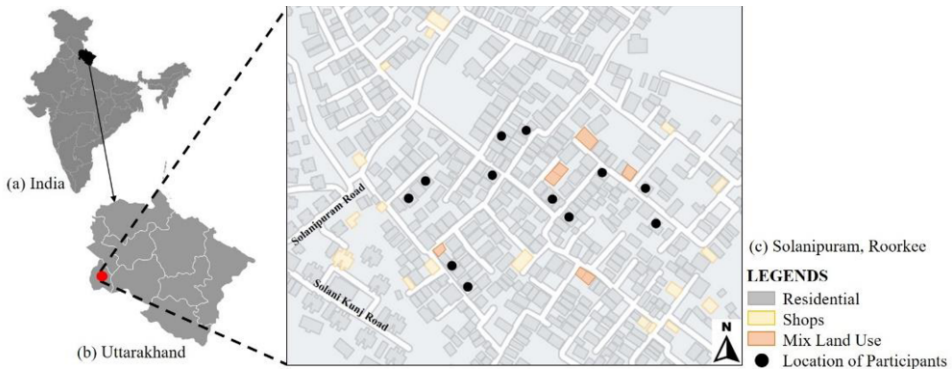 (a) India
(b) Uttarakhand
Solanipuram Road
Solani Kunj Road
N
(c) Solanipuram, Roorkee
LEGENDS
Residential
Shops
Mix Land Use
Location of Participants